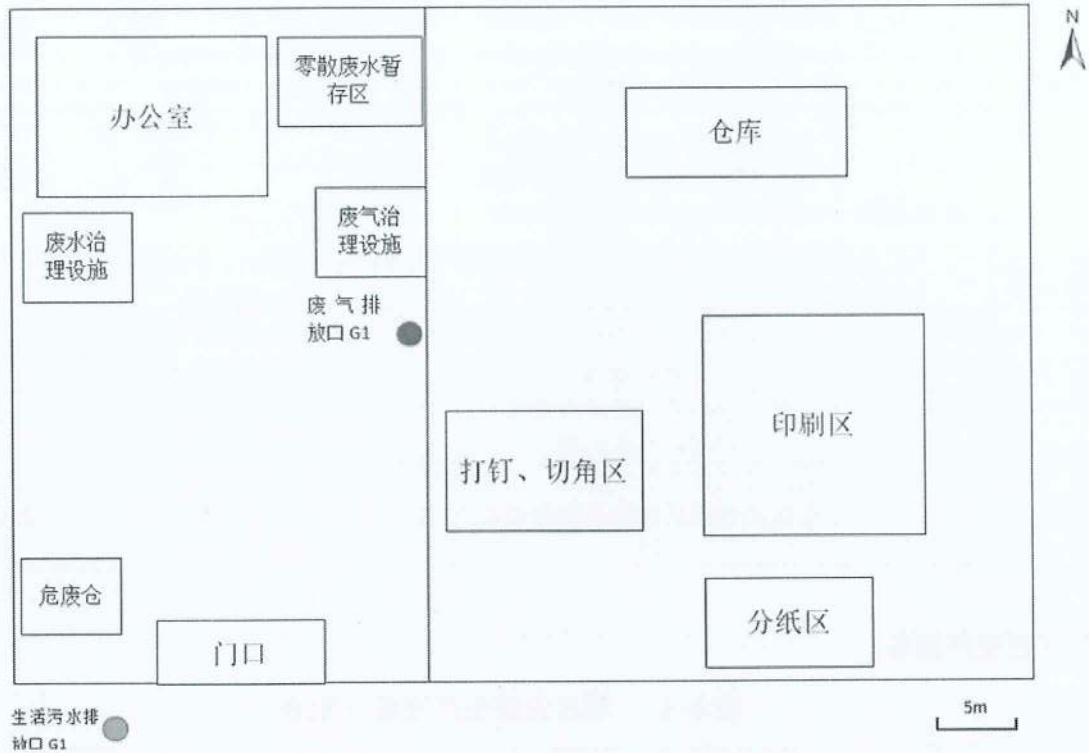 N
零散废水暂
存区
办公室
仓库
废气治
理设施
废水治
理设施
废 气 排
放口 G1
印刷区
打钉、切角区
危废仓
分纸区
门口
5m
生活污水排
放口 G1